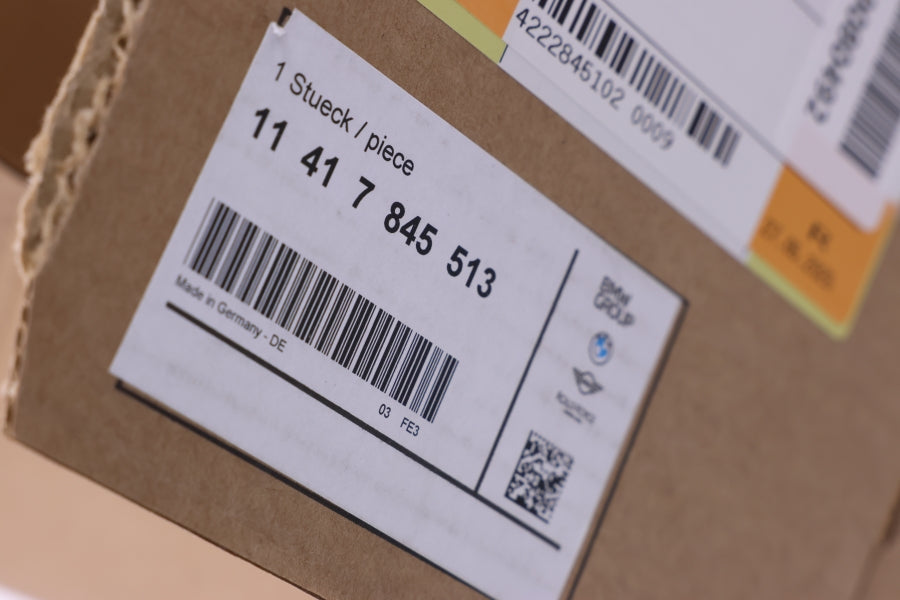 1 Stueck / piece
11 41 7 845 513
Made in Germany - DE
03 FE3
BMW
GROUP
4222845102 0009